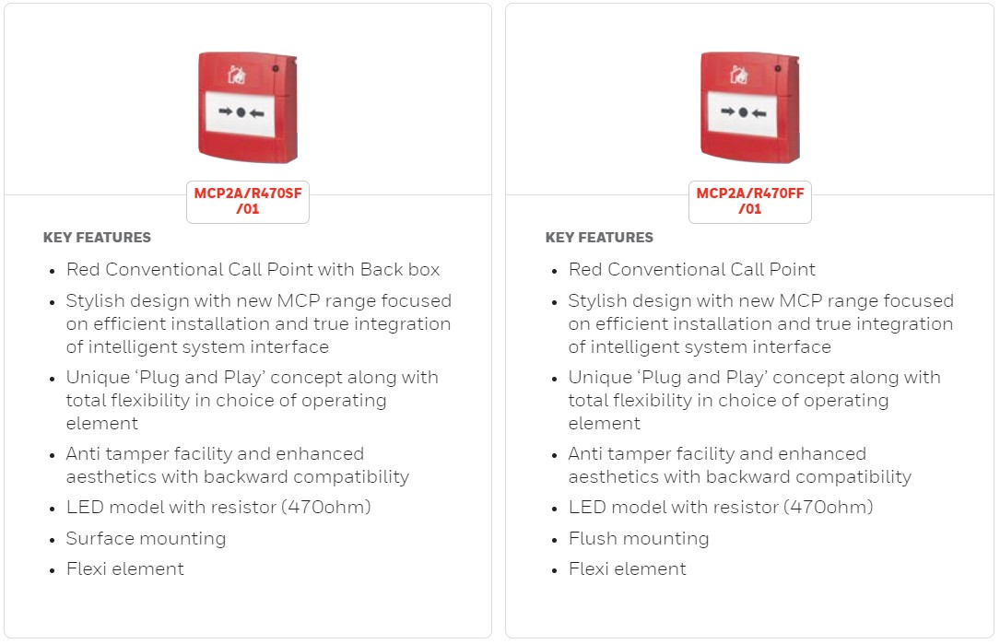 MCP2A/R470SF
/01
KEY FEATURES
• Red Conventional Call Point with Back box
• Stylish design with new MCP range focused
on efficient installation and true integration
of intelligent system interface
• Unique ‘Plug and Play’ concept along with
total flexibility in choice of operating
element
• Anti tamper facility and enhanced
aesthetics with backward compatibility
• LED model with resistor (470ohm)
• Surface mounting
• Flexi element
MCP2A/R470FF
/01
KEY FEATURES
• Red Conventional Call Point
• Stylish design with new MCP range focused
on efficient installation and true integration
of intelligent system interface
• Unique ‘Plug and Play’ concept along with
total flexibility in choice of operating
element
• Anti tamper facility and enhanced
aesthetics with backward compatibility
• LED model with resistor (470ohm)
• Flush mounting
• Flexi element